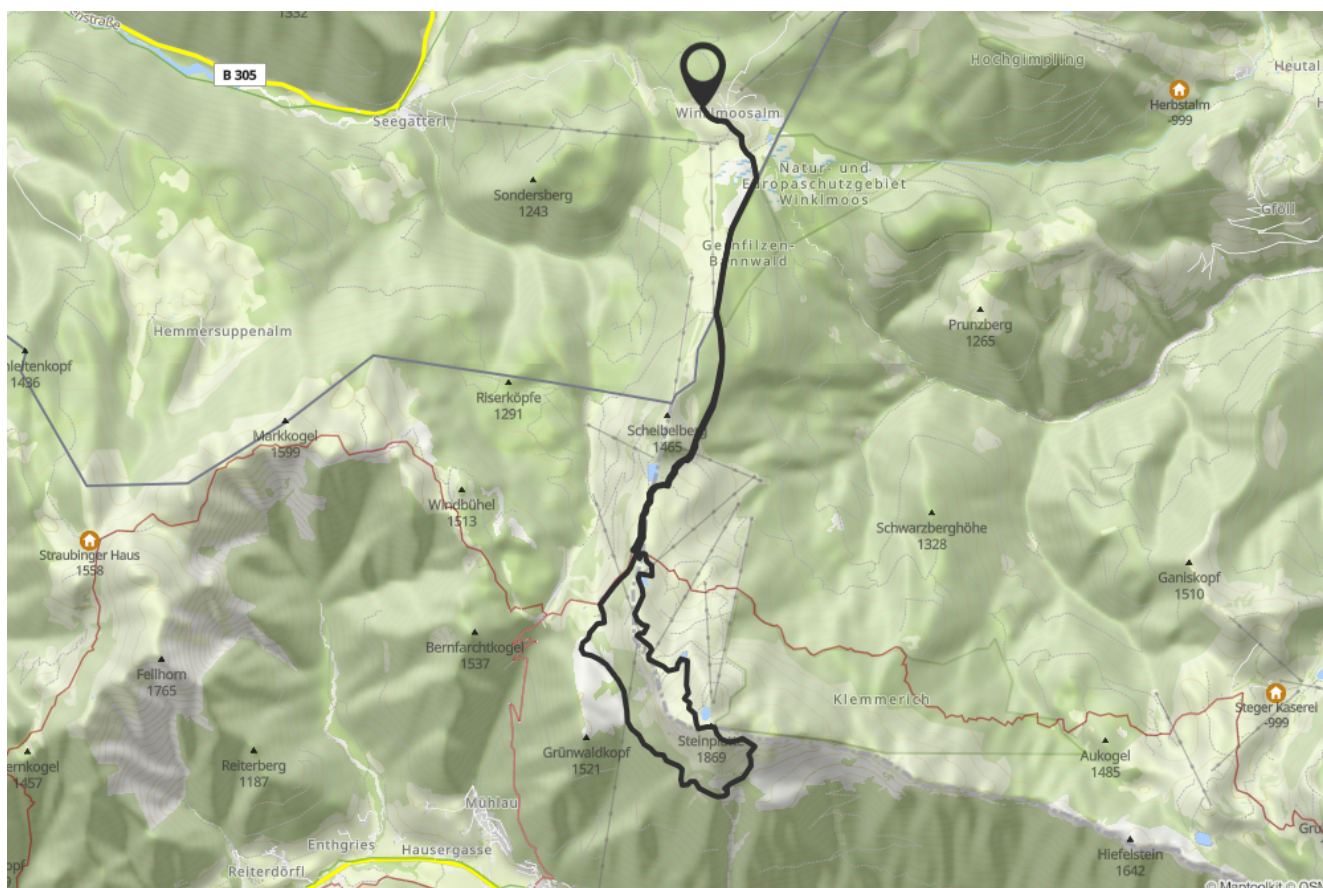 1332
B 305
Seegatterl
Winklmoosalm
Hochgimpling
Heutal
Herbstalm
-999
Sondersberg
1243
Natur- und
Europaschutzgebiet
Winklmoos
Gföll
Gernfilzen-
Bannwald
Hemmersuppenalm
Prunzberg
1265
1436
Riserköpfe
1291
Scheibelberg
1465
Markkogel
1599
Windbühel
1513
Schwarzberghöhe
1328
Straubinger Haus
1558
Ganiskopf
1510
Bernfarchtkogel
1537
Fellhorn
1765
Klemmerich
Steger Kaserei
-999
Steinplatte
1869
Grünwaldkopf
1521
Aukogel
1485
Reiterberg
1187
1457
Mühlau
Enthgries
Hausergasse
Reiterdörfl
Hiefelstein
1642
© Maptoolkit © OSM